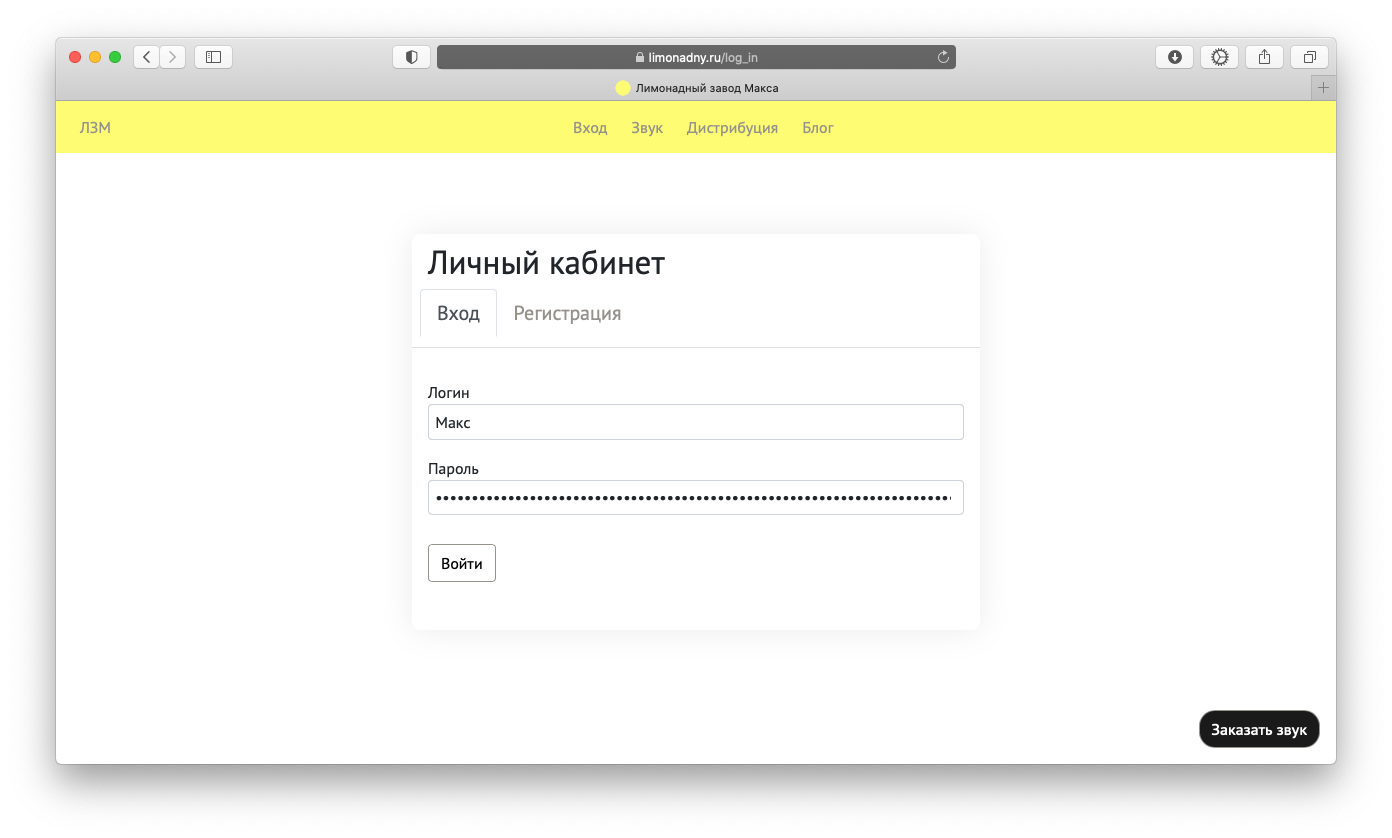 limonadny.ru/log_in
Лимонадный завод Макса
ЛЗМ Вход Звук Дистрибуция Блог
Личный кабинет
Вход Регистрация
Логин
Макс
Пароль
Войти
Заказать звук